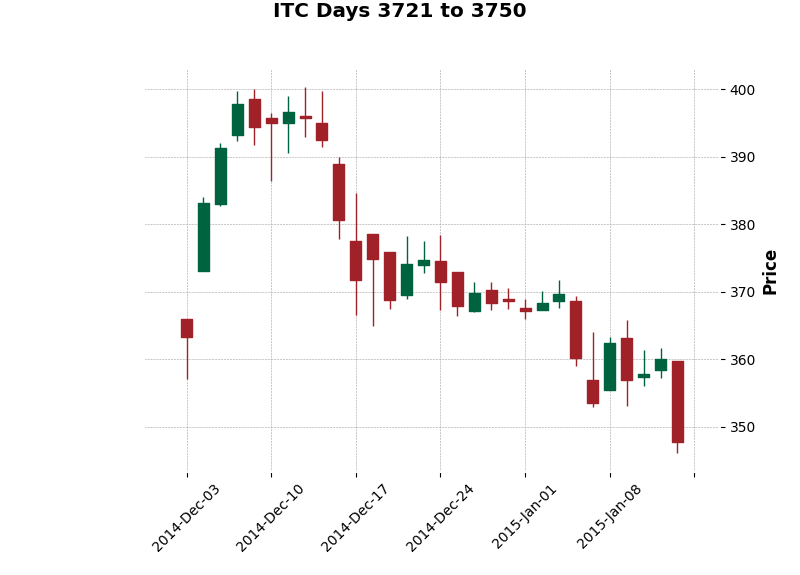 ITC Days 3721 to 3750
400
390
380
370
360
350
Price
2014-Dec-03
2014-Dec-10
2014-Dec-17
2014-Dec-24
2015-Jan-01
2015-Jan-08